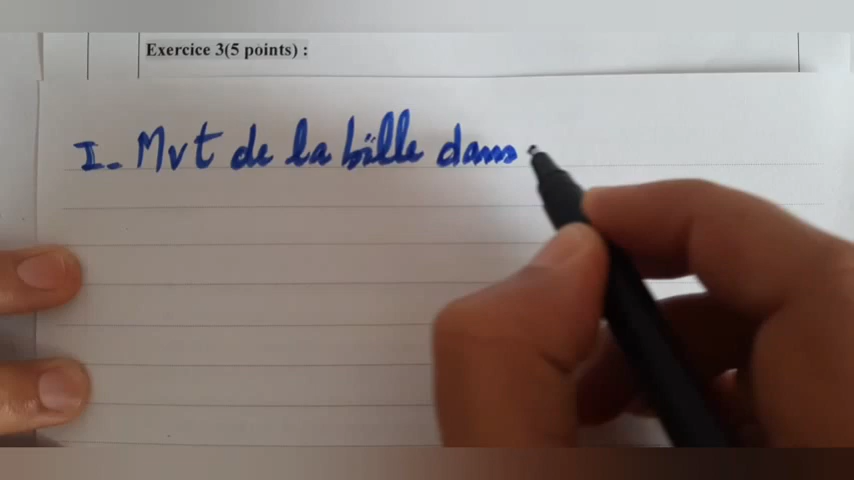 Exercice 3(5 points) :
I- Mvt de la bille dans